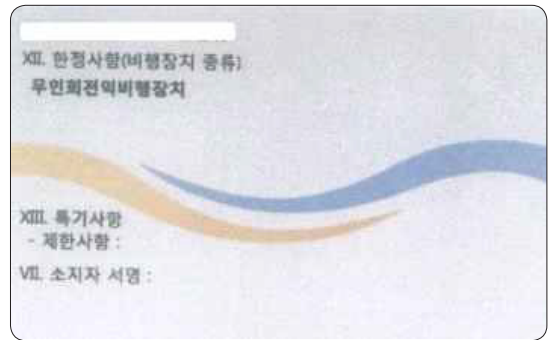 XII. 한정사항(비행장치 종류)
무인회전익비행장치
XIII. 특기사항
- 제한사항 :
VII. 소지자 서명 :